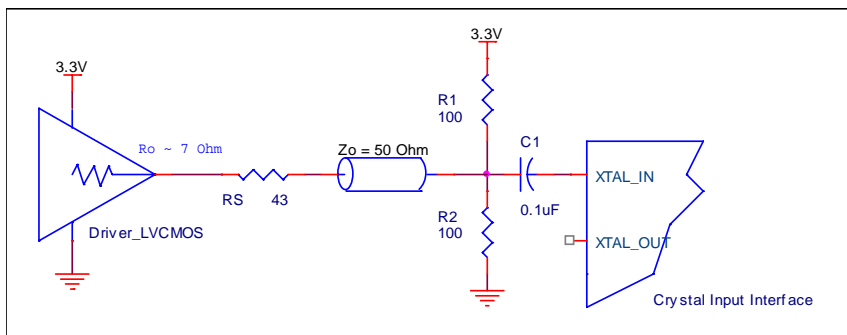 3.3V
3.3V
R1
100
C1
Ro ~ 7 Ohm
Zo = 50 Ohm
XTAL_IN
RS 43
0.1uF
R2
100
Driver_LVCMOS
XTAL_OUT
Crystal Input Interface